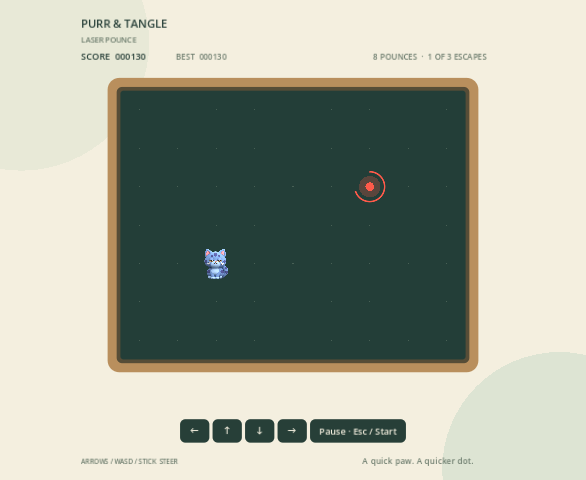 PURR & TANGLE
LASER POUNCE
SCORE 000130 BEST 000130 8 POUNCES · 1 OF 3 ESCAPES
← ↑ ↓ → Pause · Esc / Start
ARROWS / WASD / STICK STEER A quick paw. A quicker dot.